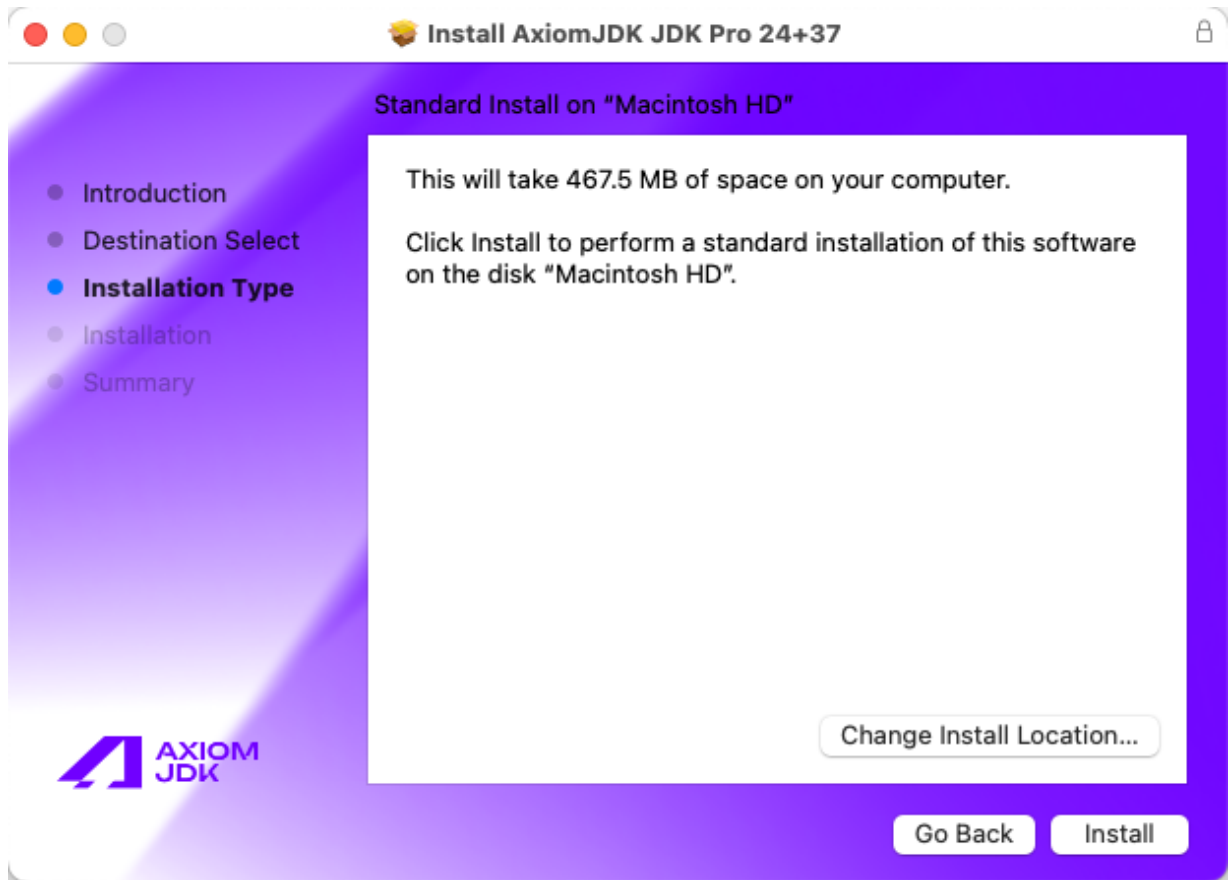 Install AxiomJDK JDK Pro 24+37
Standard Install on “Macintosh HD”
Introduction
Destination Select
Installation Type
Installation
Summary
This will take 467.5 MB of space on your computer.
Click Install to perform a standard installation of this software
on the disk “Macintosh HD”.
Change Install Location...
AXIOM
JDK
Go Back
Install